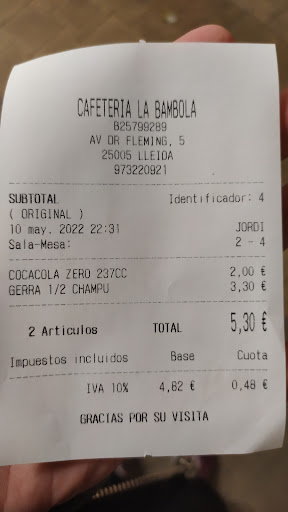 CAFETERIA LA BAMBOLA
B25799289
AV DR FLEMING, 5
25005 LLEIDA
973220921
SUBTOTAL Identificador: 4
( ORIGINAL )
10 may. 2022 22:31 JORDI
Sala-Mesa: 2 - 4
COCACOLA ZERO 237CC 2,00 €
GERRA 1/2 CHAMPU 3,30 €
2 Articulos TOTAL 5,30 €
Impuestos incluidos Base Cuota
IVA 10% 4,82 € 0,48 €
GRACIAS POR SU VISITA